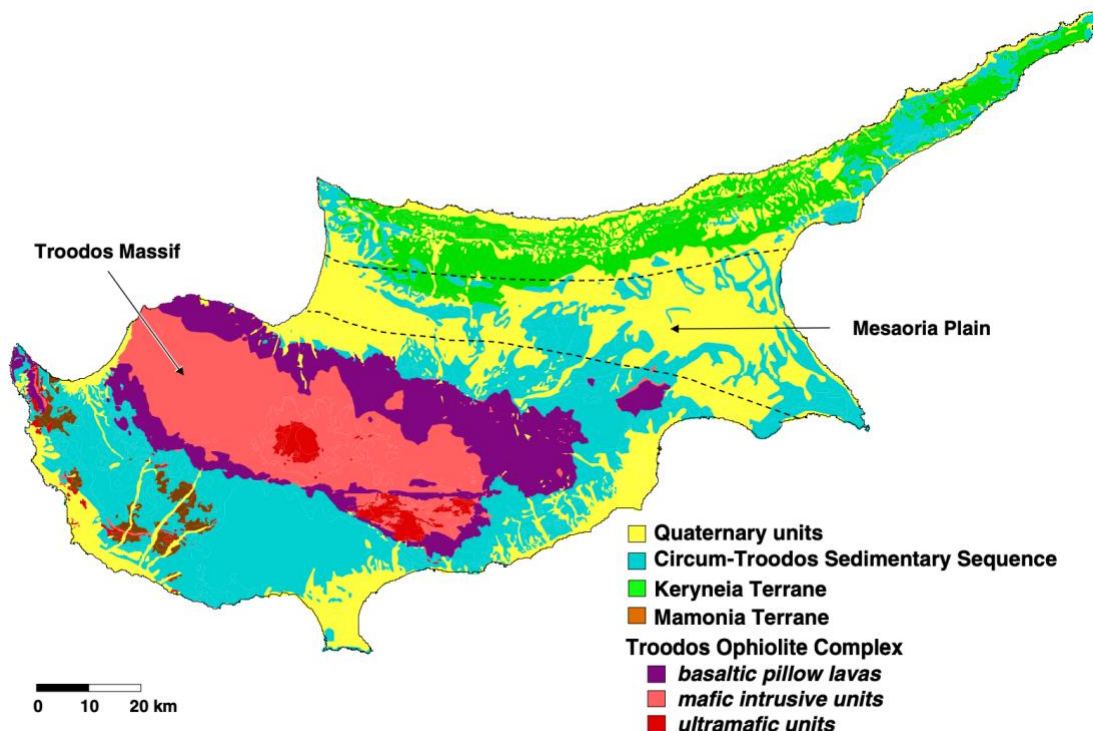 Troodos Massif
Mesaoria Plain
Quaternary units
Circum-Troodos Sedimentary Sequence
Keryneia Terrane
Mamonia Terrane
Troodos Ophiolite Complex
basaltic pillow lavas
mafic intrusive units
ultramafic units
0 10 20 km